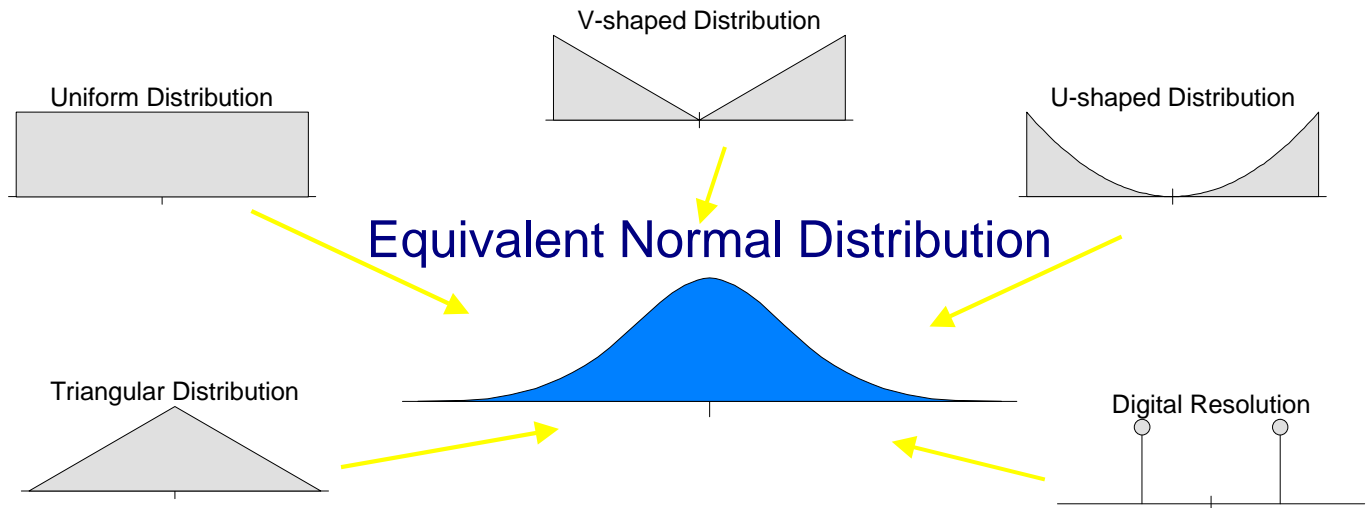 V-shaped Distribution
Uniform Distribution
U-shaped Distribution
Equivalent Normal Distribution
Triangular Distribution
Digital Resolution